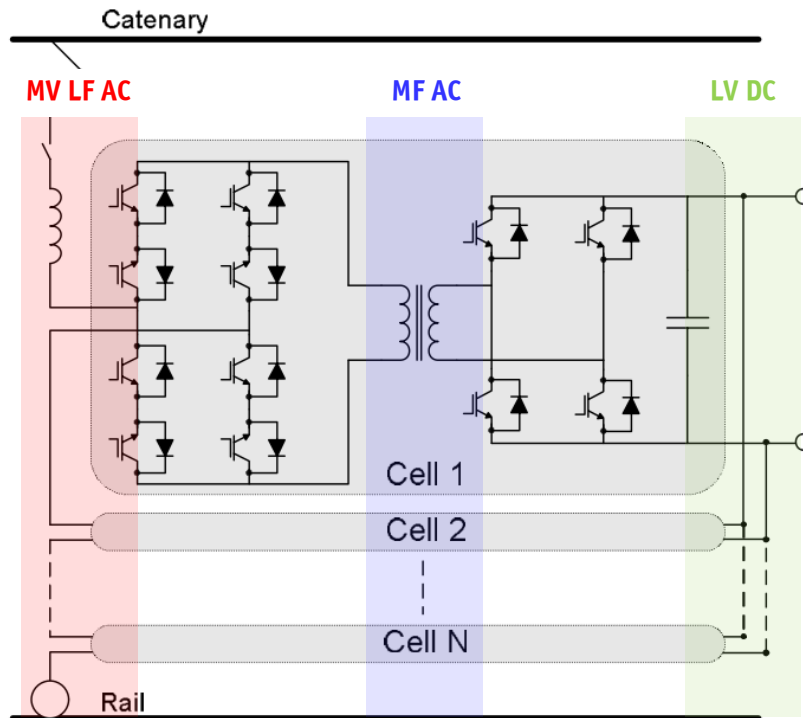 Catenary
MV LF AC
MF AC
LV DC
Cell 1
Cell 2
Cell N
Rail